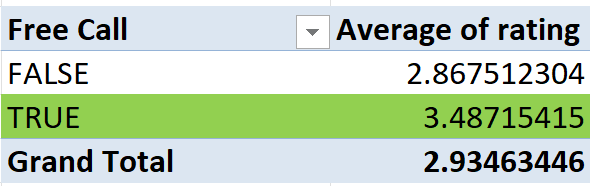 Free Call Average of rating
FALSE 2.867512304
TRUE 3.48715415
Grand Total 2.93463446